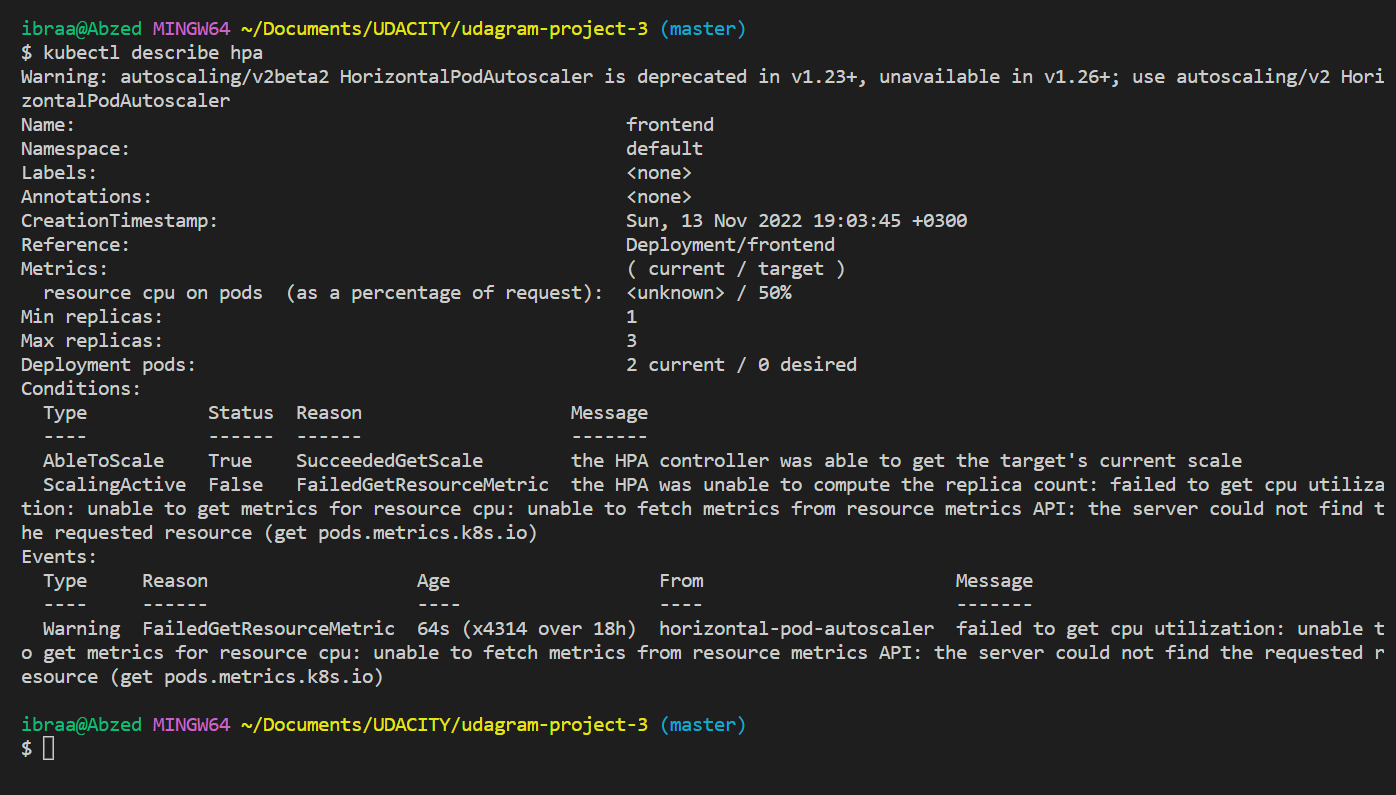 ibraa@Abzed MINGW64 ~/Documents/UDACITY/udagram-project-3 (master)
$ kubectl describe hpa
Warning: autoscaling/v2beta2 HorizontalPodAutoscaler is deprecated in v1.23+, unavailable in v1.26+; use autoscaling/v2 Hori
zontalPodAutoscaler
Name:                                                  frontend
Namespace:                                             default
Labels:                                                <none>
Annotations:                                           <none>
CreationTimestamp:                                     Sun, 13 Nov 2022 19:03:45 +0300
Reference:                                             Deployment/frontend
Metrics:                                               ( current / target )
  resource cpu on pods  (as a percentage of request):  <unknown> / 50%
Min replicas:                                          1
Max replicas:                                          3
Deployment pods:                                       2 current / 0 desired
Conditions:
  Type           Status  Reason                   Message
  ----           ------  ------                   -------
  AbleToScale    True    SucceededGetScale        the HPA controller was able to get the target's current scale
  ScalingActive  False   FailedGetResourceMetric  the HPA was unable to compute the replica count: failed to get cpu utiliza
tion: unable to get metrics for resource cpu: unable to fetch metrics from resource metrics API: the server could not find t
he requested resource (get pods.metrics.k8s.io)
Events:
  Type     Reason                   Age                   From                       Message
  ----     ------                   ----                  ----                       -------
  Warning  FailedGetResourceMetric  64s (x4314 over 18h)  horizontal-pod-autoscaler  failed to get cpu utilization: unable t
o get metrics for resource cpu: unable to fetch metrics from resource metrics API: the server could not find the requested r
esource (get pods.metrics.k8s.io)
ibraa@Abzed MINGW64 ~/Documents/UDACITY/udagram-project-3 (master)
$